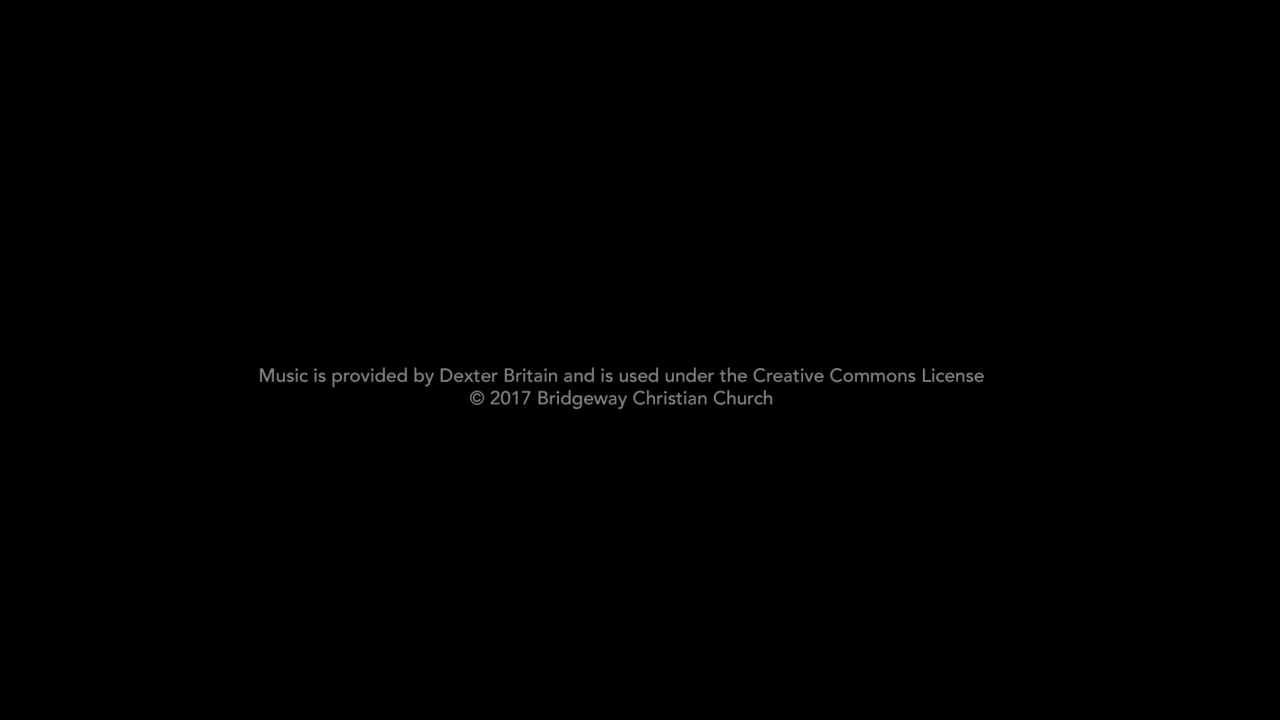 Music is provided by Dexter Britain and is used under the Creative Commons License
© 2017 Bridgeway Christian Church